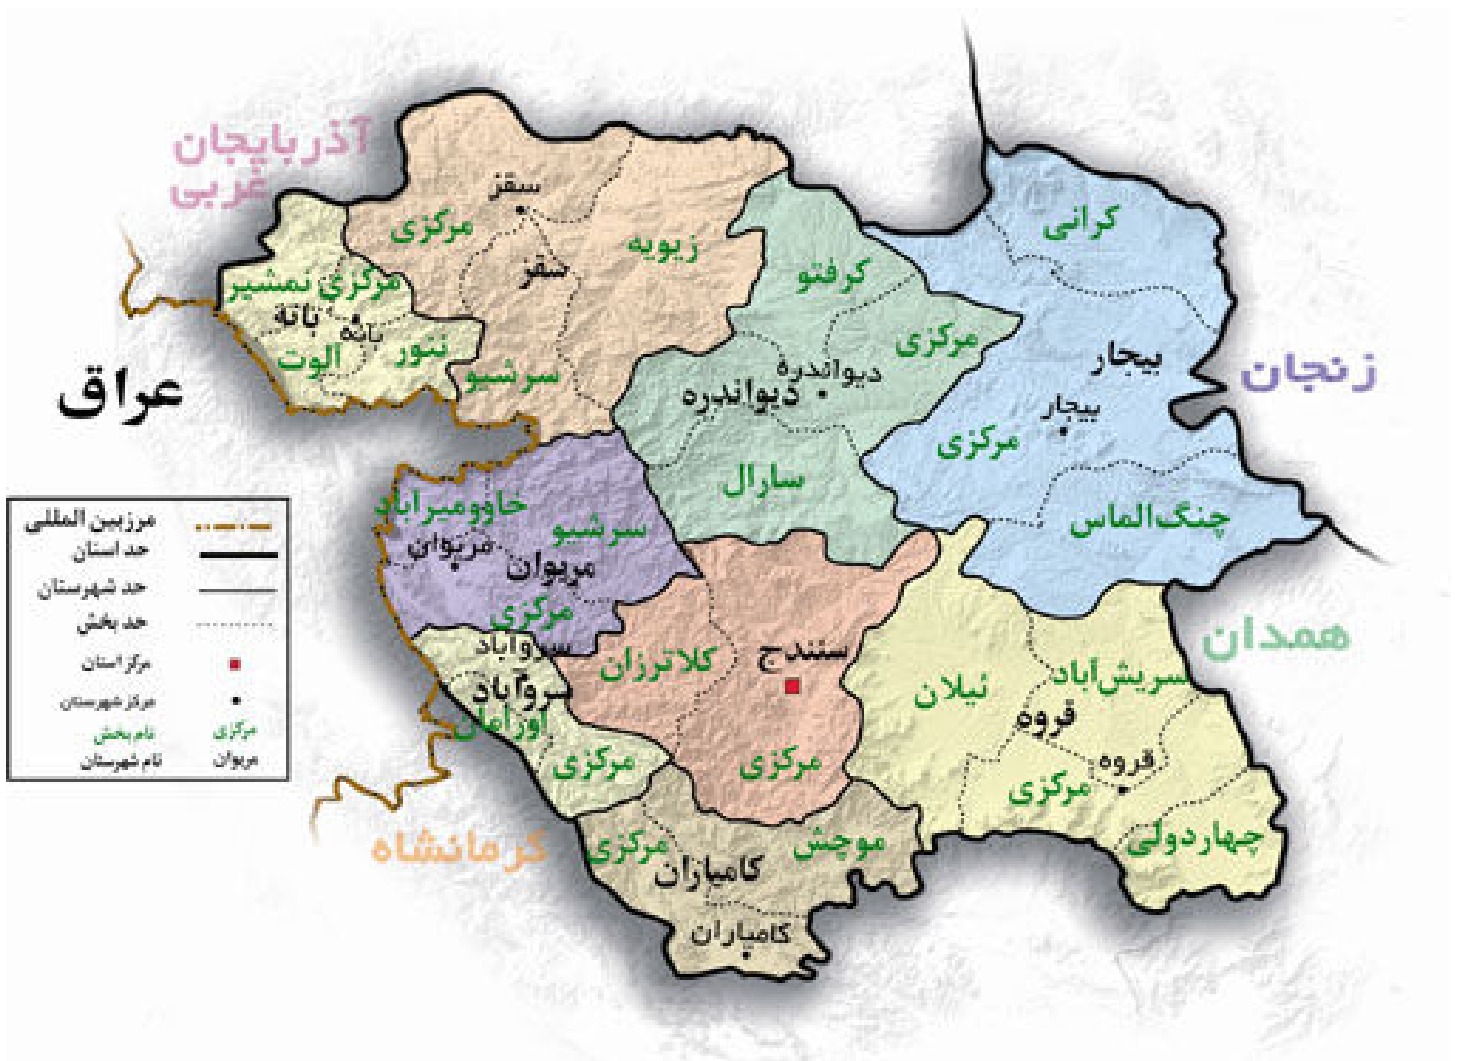 آذربایجان
غربی
سقز
مرکزی
زیویه
سقز
سرشیو
کرانی
کرفتو
مرکزی
دیواندره
دیواندره
سارال
بیجار
بیجار
مرکزی
چنگ‌الماس
زنجان
نمشیر
مرکزی
بانه
بانه
ننور
آلوت
عراق
خاوومیرآباد
سرشیو
مریوان
مریوان
مرکزی
سروآباد
سروآباد
اورامان
مرکزی
کلاترزان
سنندج
مرکزی
همدان
سریش‌آباد
ئیلان
قروه
قروه
مرکزی
چهاردولی
کرمانشاه
مرکزی
موچش
کامیاران
کامیاران
مرزبین المللی
حد استان
حد شهرستان
حد بخش
مرکز استان
مرکز شهرستان
نام بخش
مرکزی
نام شهرستان
مریوان